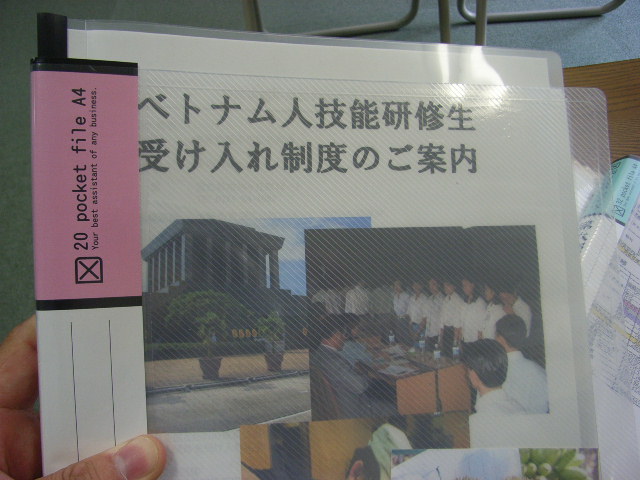 ベトナム人技能研修生
受け入れ制度のご案内
20 pocket file A4
Your best assistant of any business.